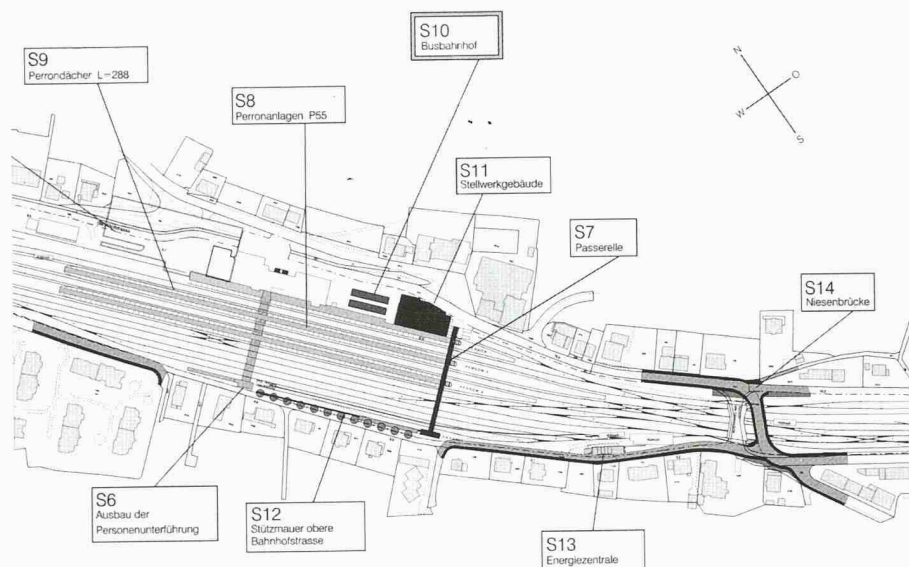 S10
Busbahnhof
S9
Perrondächer L-288
S8
Perronanlagen P55
N
O
W
S
S11
Stellwerkgebäude
S7
Passerelle
S14
Niesenbrücke
S6
Ausbau der
Personenunterführung
S12
Stützmauer obere
Bahnhofstrasse
S13
Energiezentrale